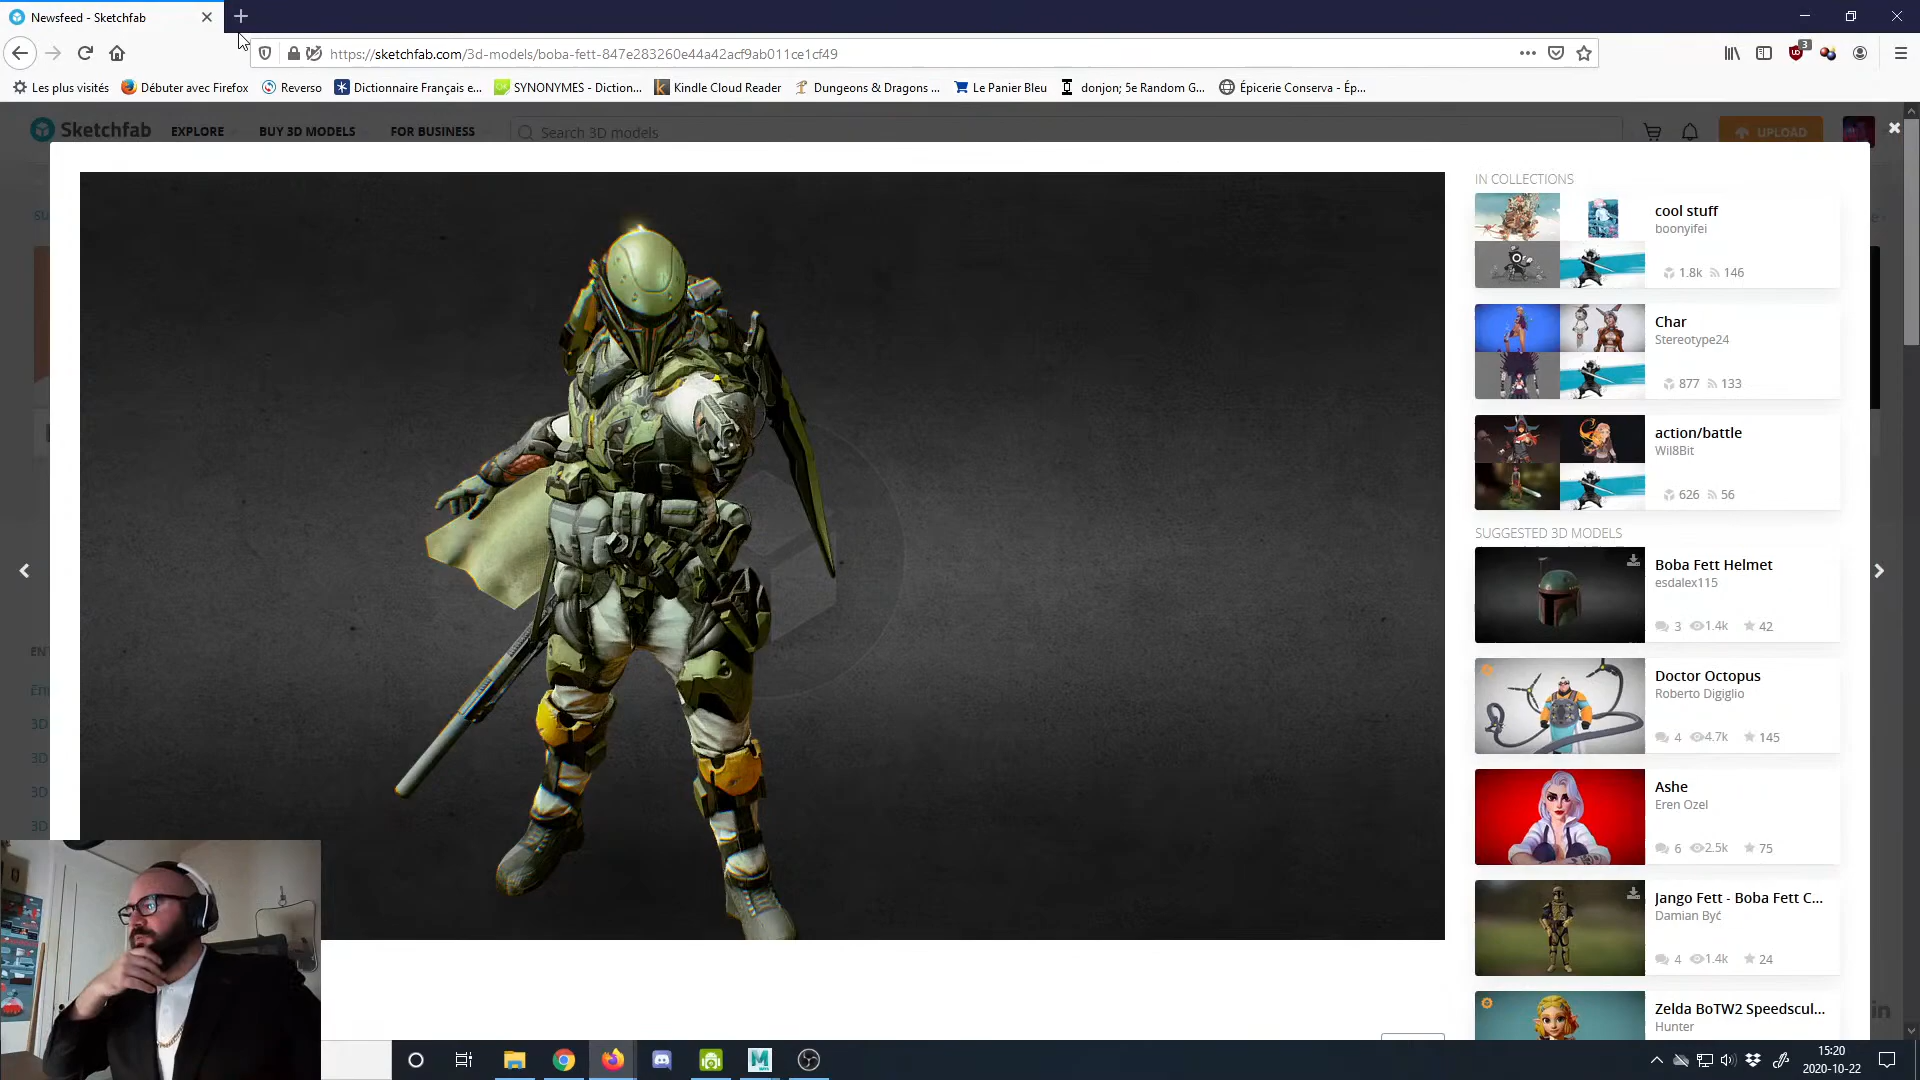 Newsfeed - Sketchfab
https://sketchfab.com/3d-models/boba-fett-847e283260e44a42acf9ab011ce1cf49
3
Les plus visités
Débuter avec Firefox
Reverso
Dictionnaire Français e...
SYNONYMES - Diction...
Kindle Cloud Reader
Dungeons & Dragons ...
Le Panier Bleu
donjon; 5e Random G...
Épicerie Conserva - Ép...
Sketchfab
EXPLORE
BUY 3D MODELS
FOR BUSINESS
Search 3D models
UPLOAD
IN COLLECTIONS
cool stuff
boonyifei
1.8k 146
Char
Stereotype24
877 133
action/battle
Wil8Bit
626 56
SUGGESTED 3D MODELS
Boba Fett Helmet
esdalex115
3 1.4k 42
Doctor Octopus
Roberto Digiglio
4 4.7k 145
Ashe
Eren Ozel
6 2.5k 75
Jango Fett - Boba Fett C...
Damian Być
4 1.4k 24
Zelda BoTW2 Speedscul...
Hunter
3D
3D
3D
3D
15:20
2020-10-22